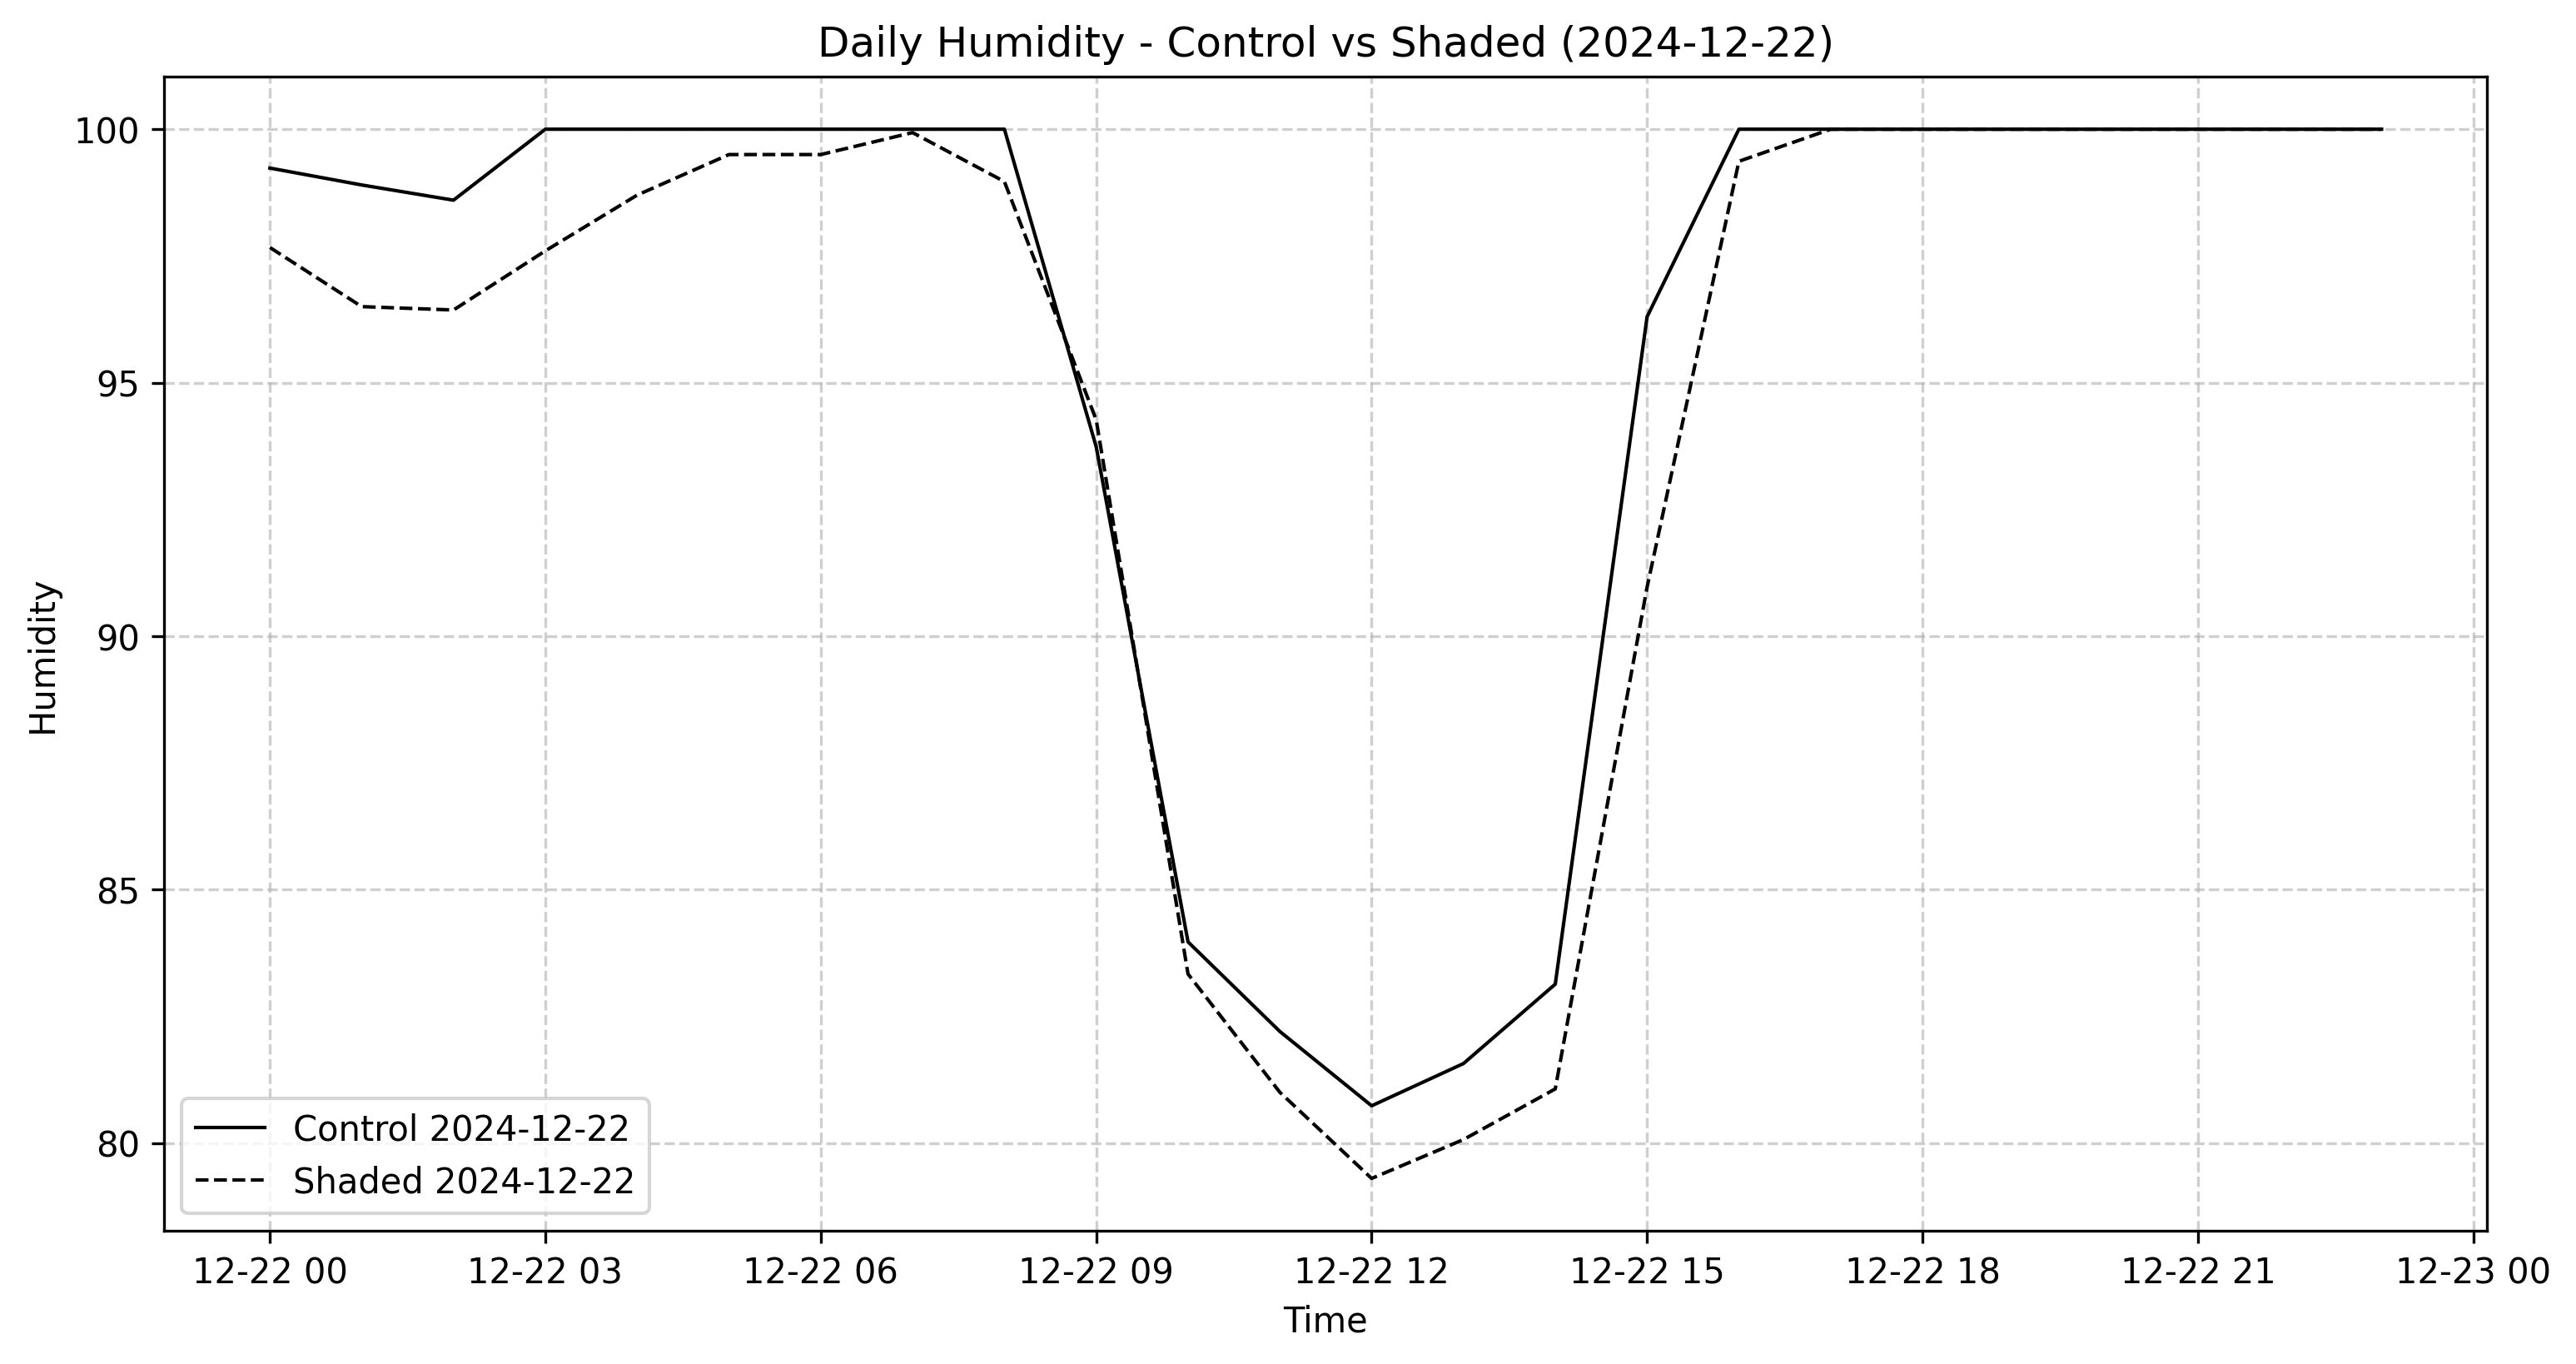 Daily Humidity - Control vs Shaded (2024-12-22)
100
95
90
85
80
Humidity
Control 2024-12-22
Shaded 2024-12-22
12-22 00 12-22 03 12-22 06 12-22 09 12-22 12 12-22 15 12-22 18 12-22 21 12-23 00
Time